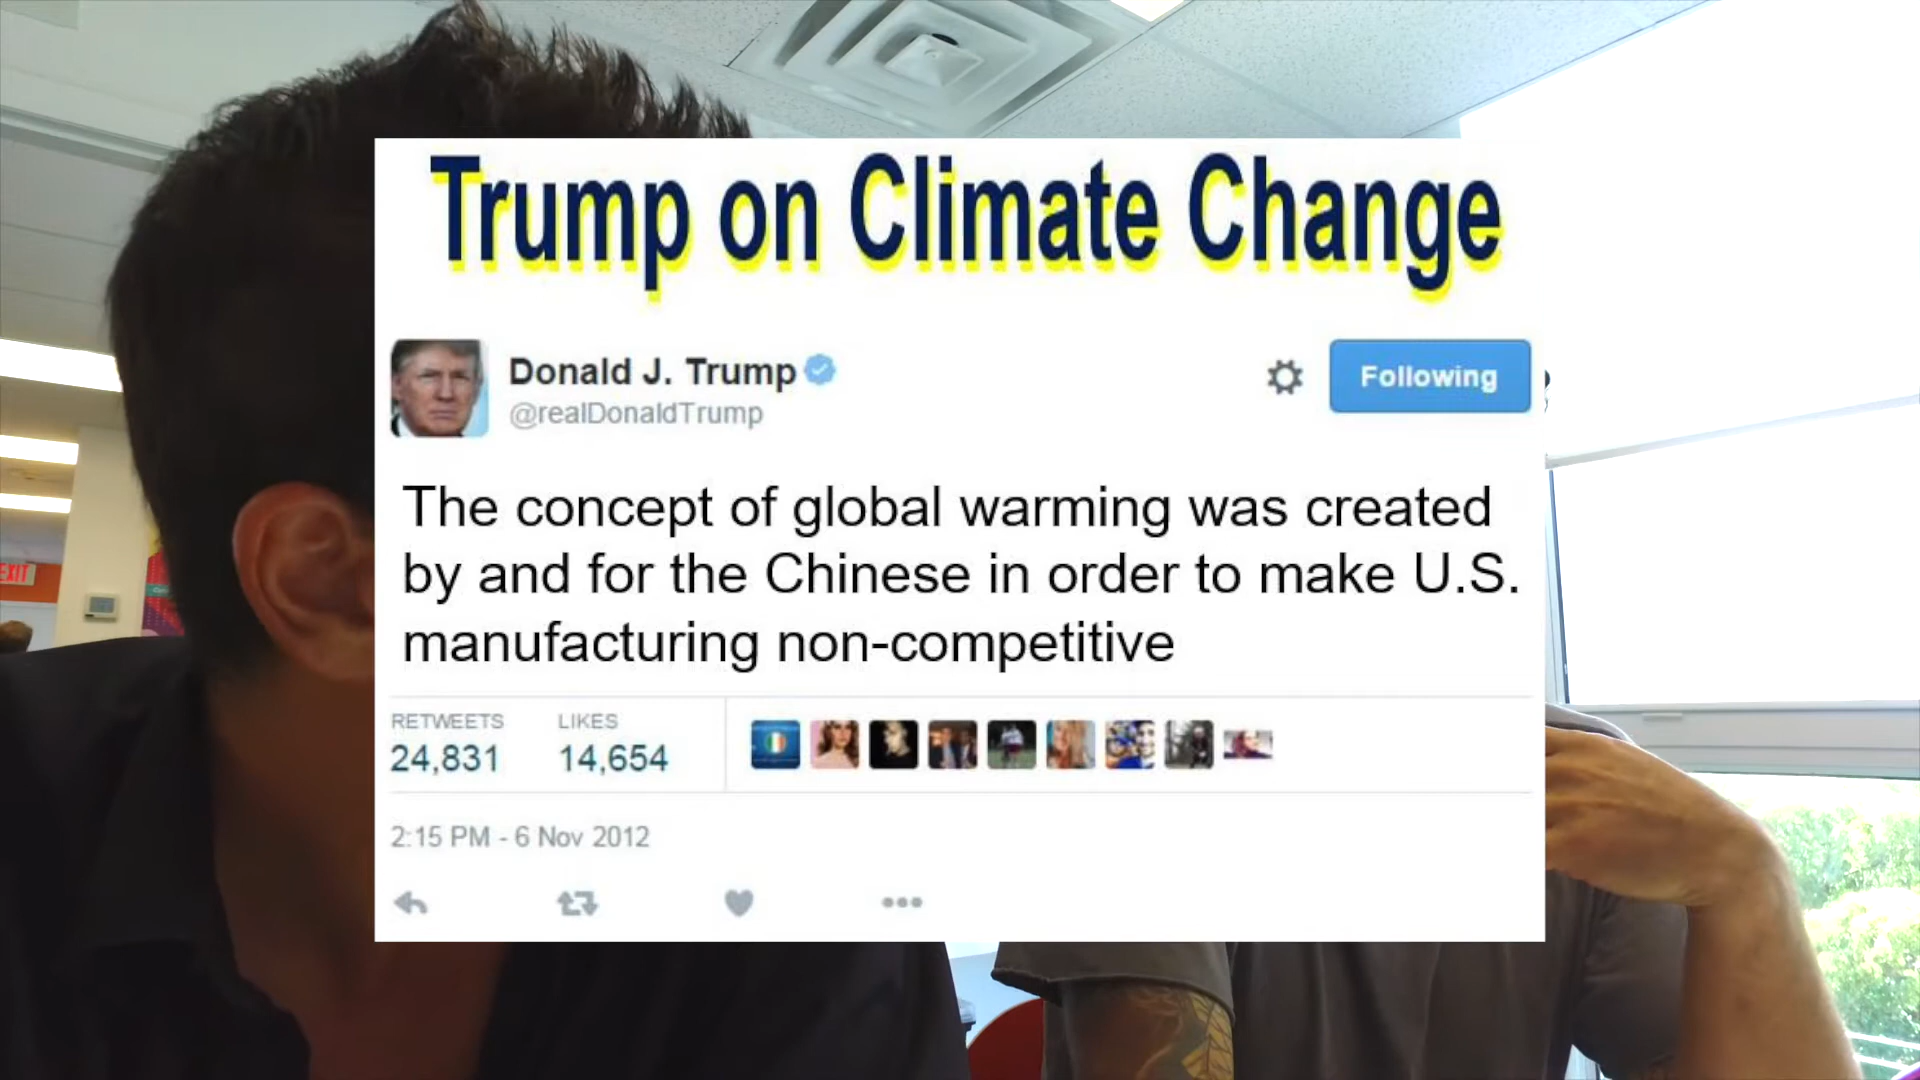 Trump on Climate Change
Donald J. Trump
@realDonaldTrump
Following
The concept of global warming was created
by and for the Chinese in order to make U.S.
manufacturing non-competitive
RETWEETS LIKES
24,831 14,654
2:15 PM - 6 Nov 2012
EXIT